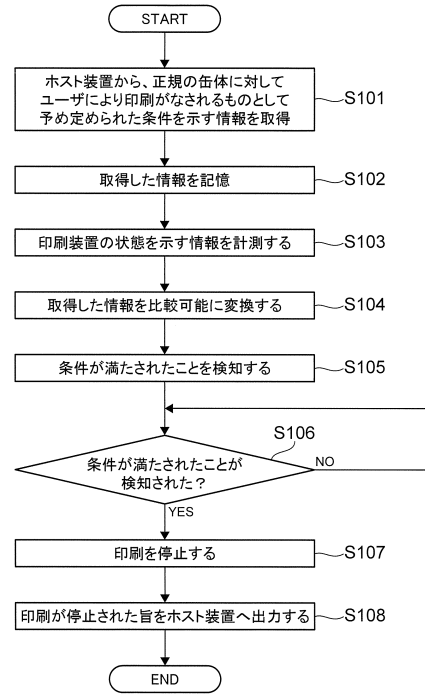 START
ホスト装置から、正規の缶体に対して
ユーザにより印刷がなされるものとして
予め定められた条件を示す情報を取得
S101
取得した情報を記憶
S102
印刷装置の状態を示す情報を計測する
S103
取得した情報を比較可能に変換する
S104
条件が満たされたことを検知する
S105
S106
条件が満たされたことが
検知された？
NO
YES
印刷を停止する
S107
印刷が停止された旨をホスト装置へ出力する
S108
END